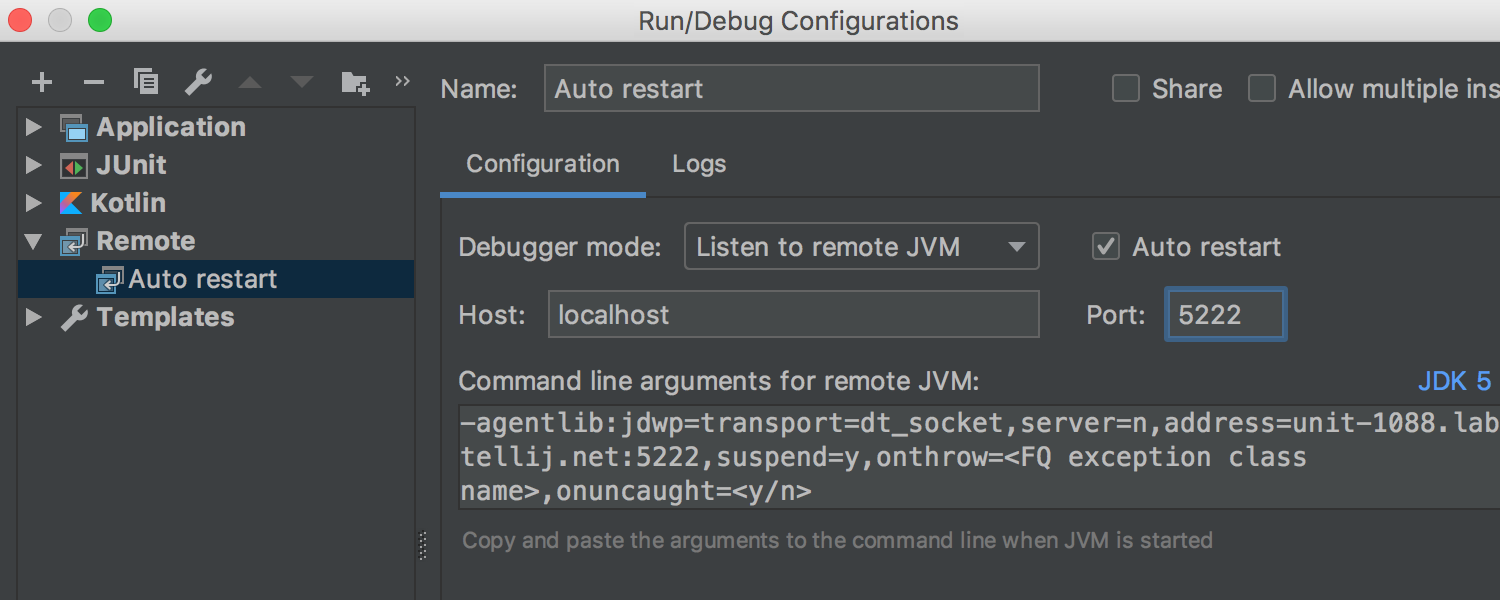 Run/Debug Configurations
Name: Auto restart Share Allow multiple ins
Application
JUnit
Kotlin
Remote
Auto restart
Templates
Configuration Logs
Debugger mode: Listen to remote JVM Auto restart
Host: localhost Port: 5222
Command line arguments for remote JVM: JDK 5
-agentlib:jdwp=transport=dt_socket,server=n,address=unit-1088.lab
tellij.net:5222,suspend=y,onthrow=<FQ exception class
name>,onuncaught=<y/n>
Copy and paste the arguments to the command line when JVM is started